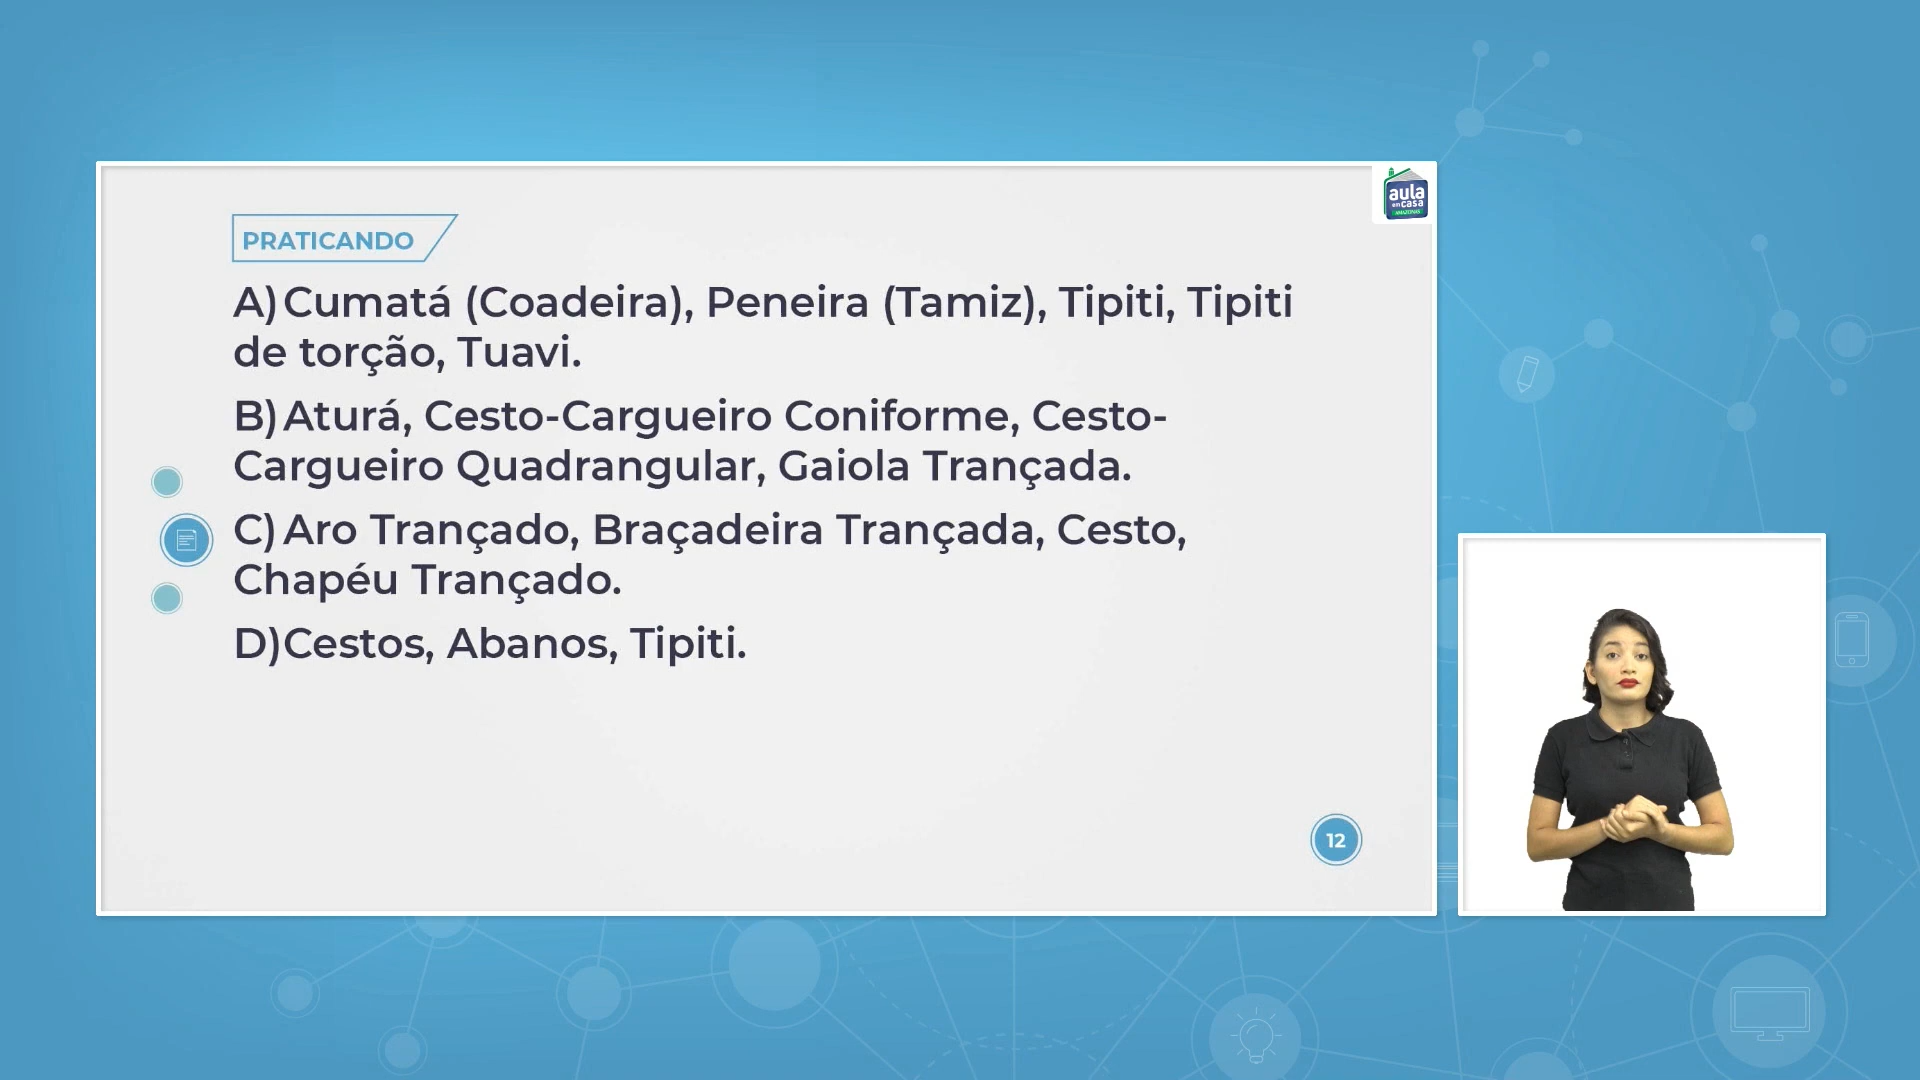 aula
em casa
AMAZONAS
PRATICANDO
A) Cumatá (Coadeira), Peneira (Tamiz), Tipiti, Tipiti
de torção, Tuavi.
B) Aturá, Cesto-Cargueiro Coniforme, Cesto-
Cargueiro Quadrangular, Gaiola Trançada.
C) Aro Trançado, Braçadeira Trançada, Cesto,
Chapéu Trançado.
D) Cestos, Abanos, Tipiti.
12